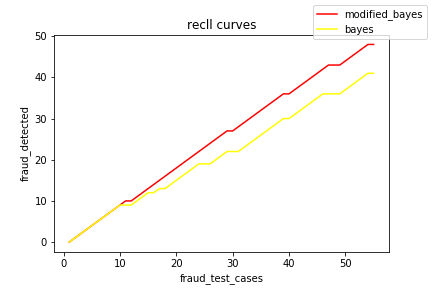 recll curves
modified_bayes
bayes
50
40
30
20
10
0
fraud_detected
0 10 20 30 40 50
fraud_test_cases